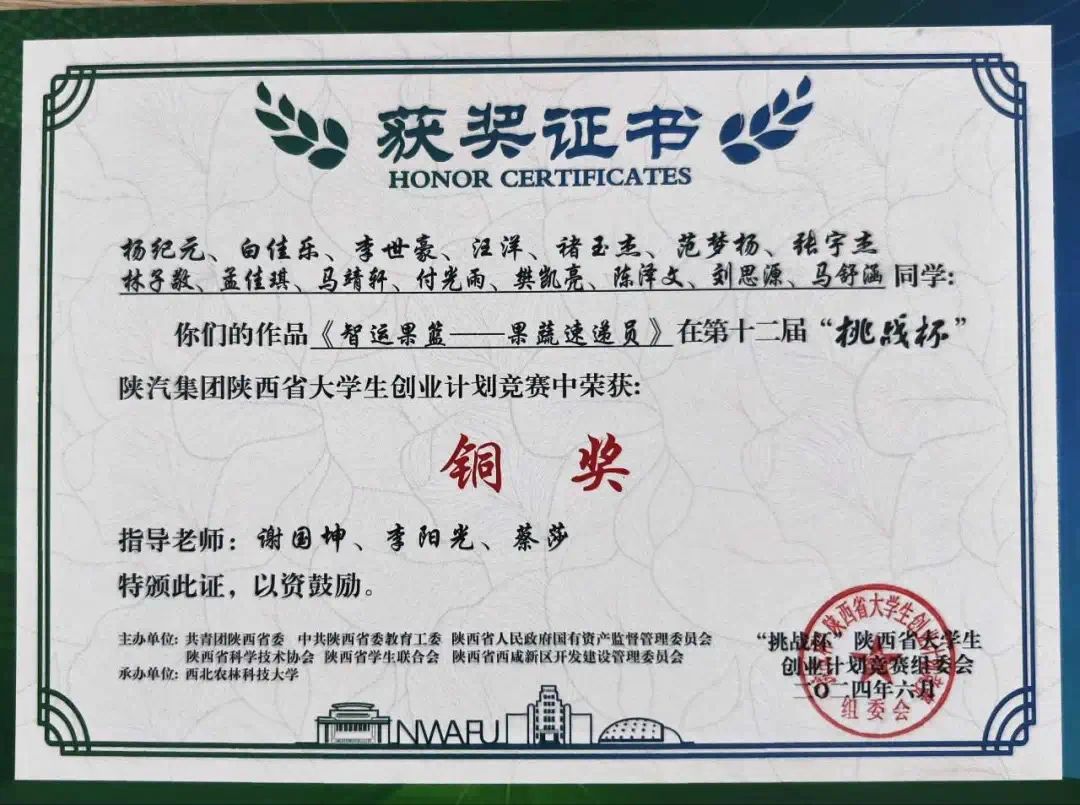 获奖证书
HONOR CERTIFICATES
杨纪元、白佳乐、李世豪、汪洋、褚玉杰、范梦杨、张宇杰
林子敬、孟佳琪、马靖轩、付光雨、樊凯亮、陈泽文、刘思源、马舒涵 同学:
你们的作品《智运果篮——果蔬速递员》在第十二届“挑战杯”
陕汽集团陕西省大学生创业计划竞赛中荣获:
铜 奖
指导老师: 谢国坤、李阳光、蔡莎
特颁此证，以资鼓励。
主办单位: 共青团陕西省委 中共陕西省委教育工委 陕西省人民政府国有资产监督管理委员会
陕西省科学技术协会 陕西省学生联合会 陕西省西咸新区开发建设管理委员会
承办单位: 西北农林科技大学
“挑战杯”陕西省大学生
创业计划竞赛组委会
二〇二四年六月
组委会
NWAFU